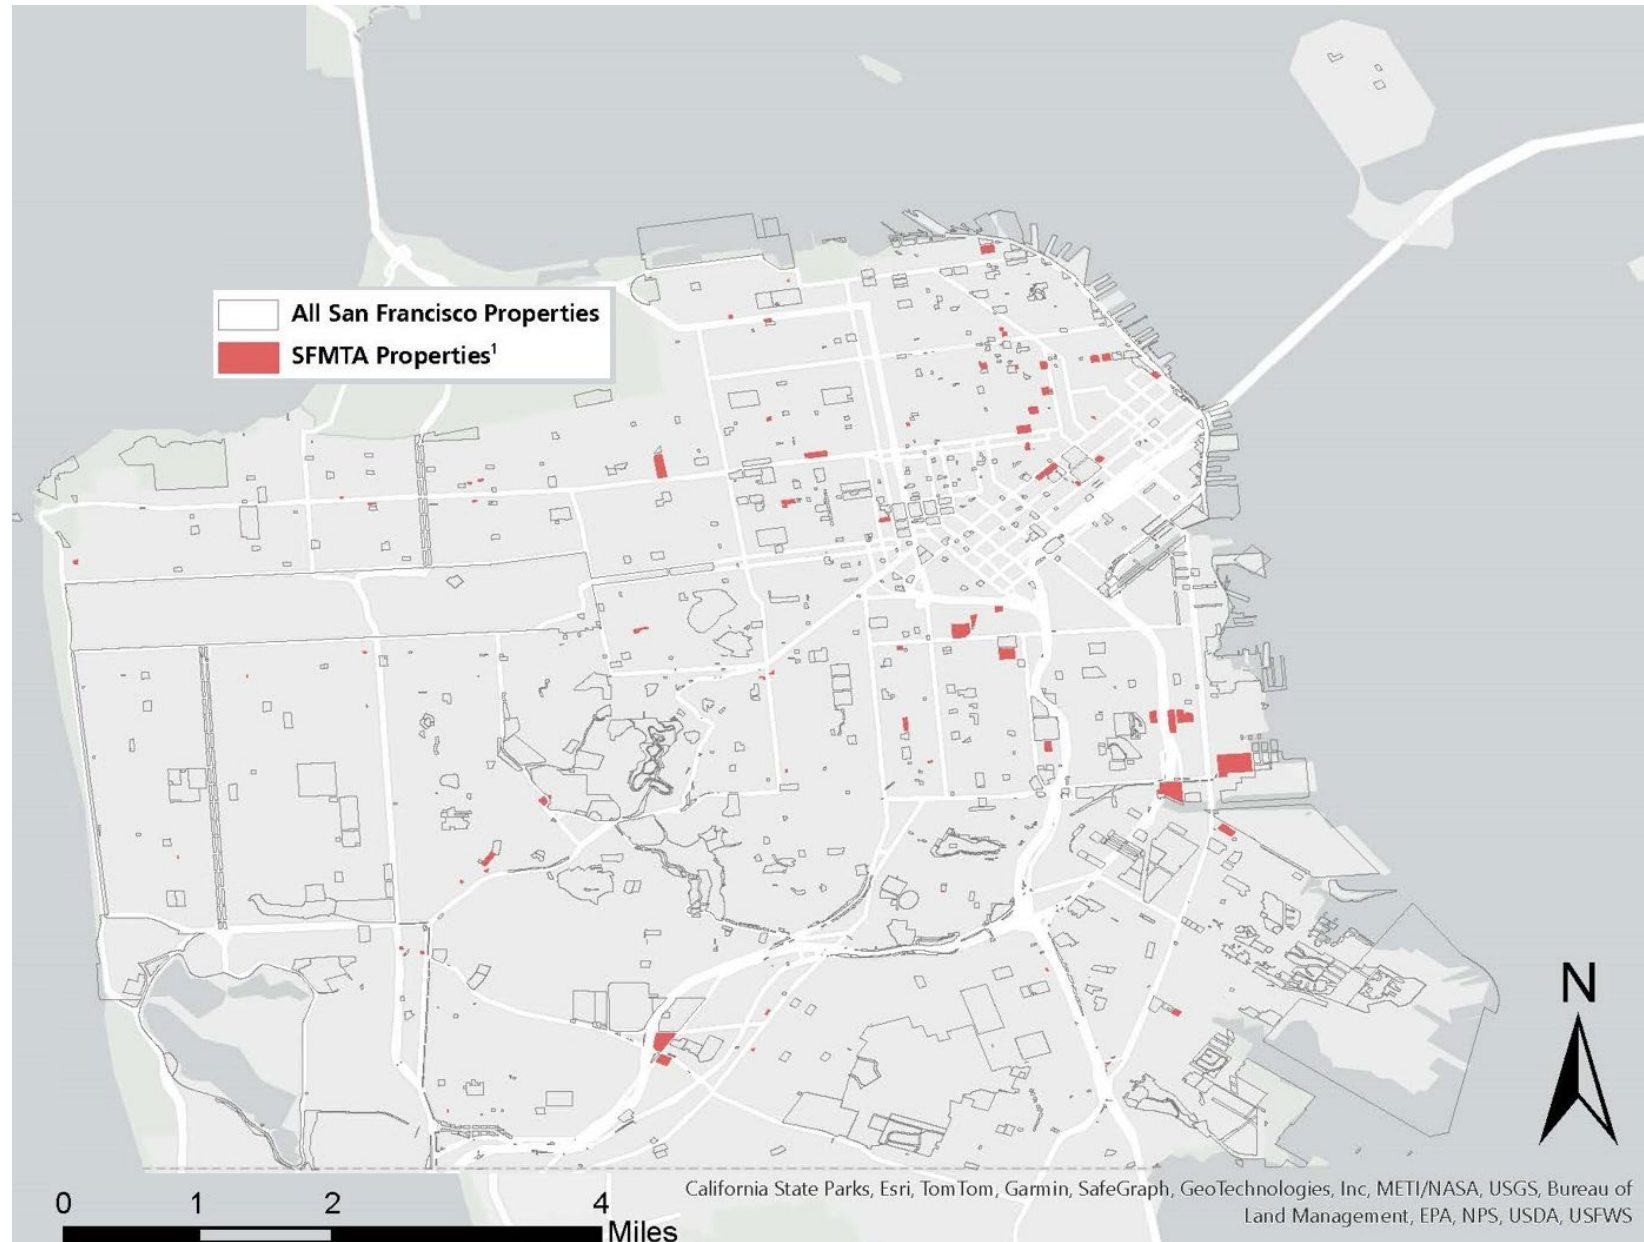 All San Francisco Properties
SFMTA Properties¹
N
0 1 2 4
Miles
California State Parks, Esri, TomTom, Garmin, SafeGraph, GeoTechnologies, Inc, METI/NASA, USGS, Bureau of
Land Management, EPA, NPS, USDA, USFWS